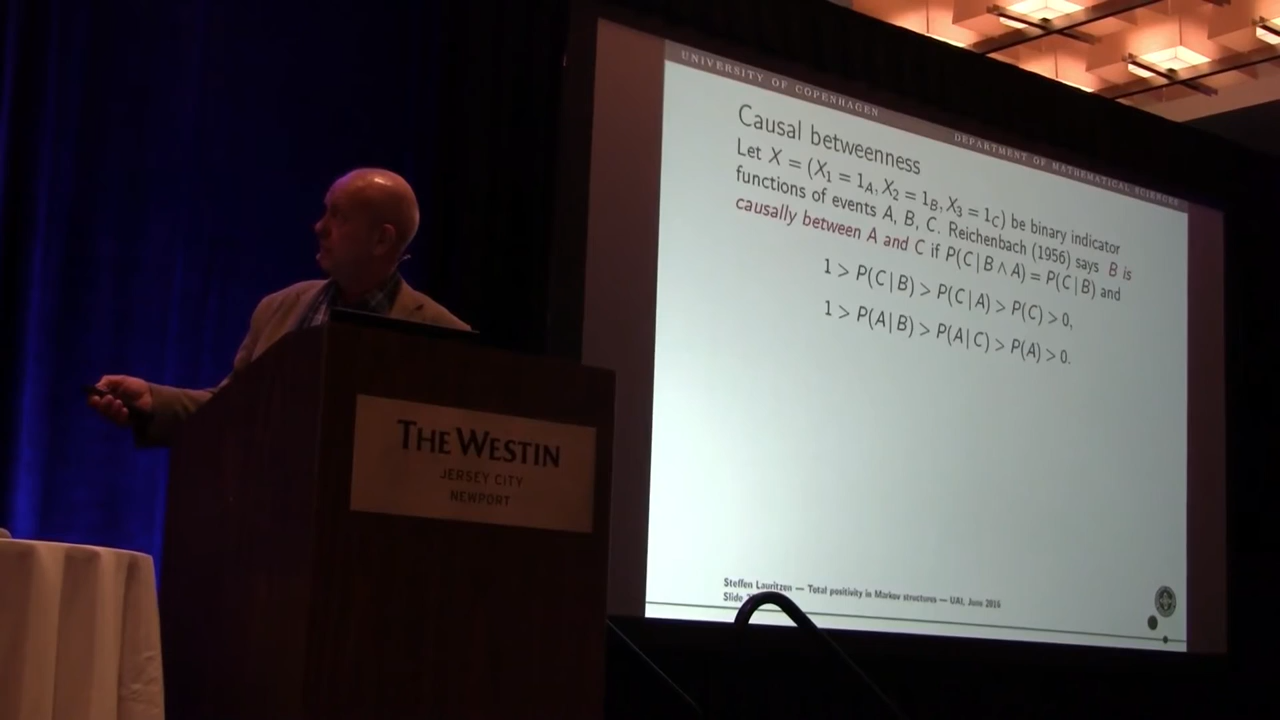 UNIVERSITY OF COPENHAGEN
DEPARTMENT OF MATHEMATICAL SCIENCES
Causal betweenness
Let X = (X₁ = 1_A, X₂ = 1_B, X₃ = 1_C) be binary indicator
functions of events A, B, C. Reichenbach (1956) says B is
causally between A and C if P(C | B ∧ A) = P(C | B) and
1 > P(C | B) > P(C | A) > P(C) > 0,
1 > P(A | B) > P(A | C) > P(A) > 0.
Steffen Lauritzen — Total positivity in Markov structures — UAI, June 2016
Slide
THE WESTIN
JERSEY CITY
NEWPORT